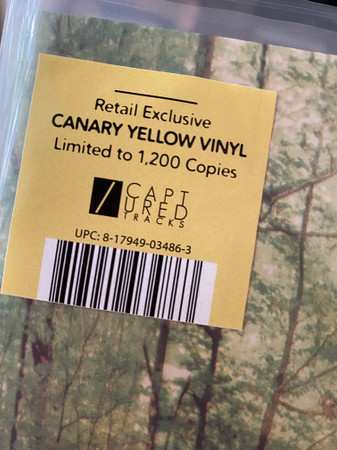 Retail Exclusive
CANARY YELLOW VINYL
Limited to 1,200 Copies
CAPT
URED
TRACKS
UPC: 8-17949-03486-3